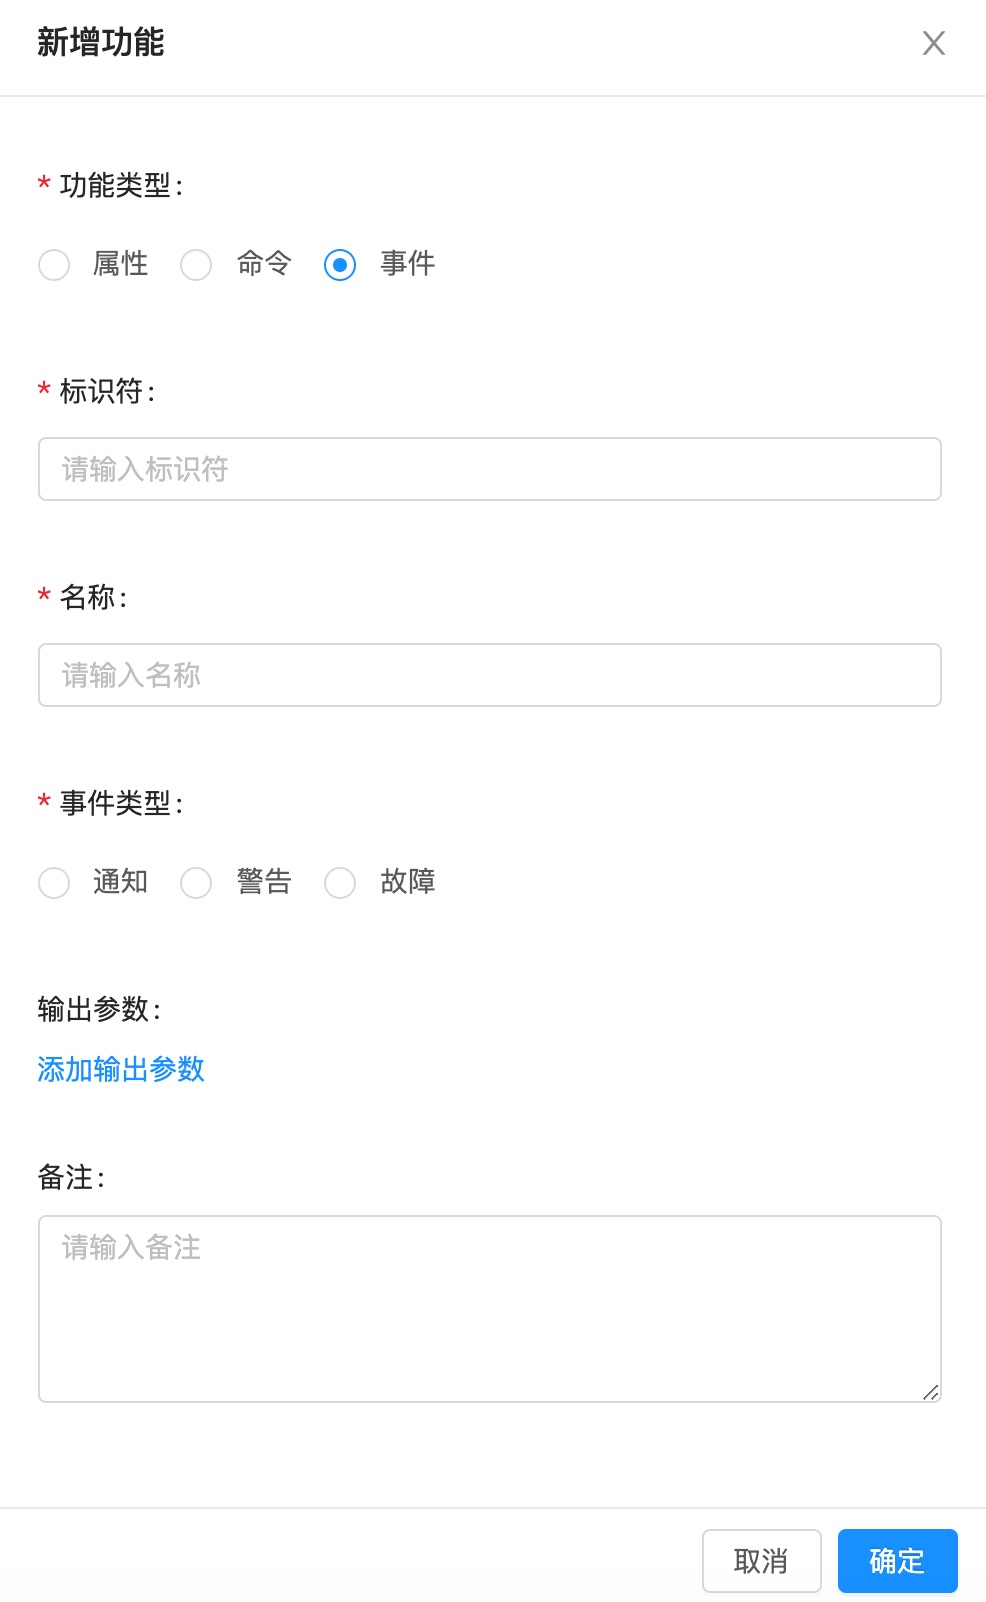 新增功能
* 功能类型:
属性 命令 事件
* 标识符:
请输入标识符
* 名称:
请输入名称
* 事件类型:
通知 警告 故障
输出参数:
添加输出参数
备注:
请输入备注
取消 确定